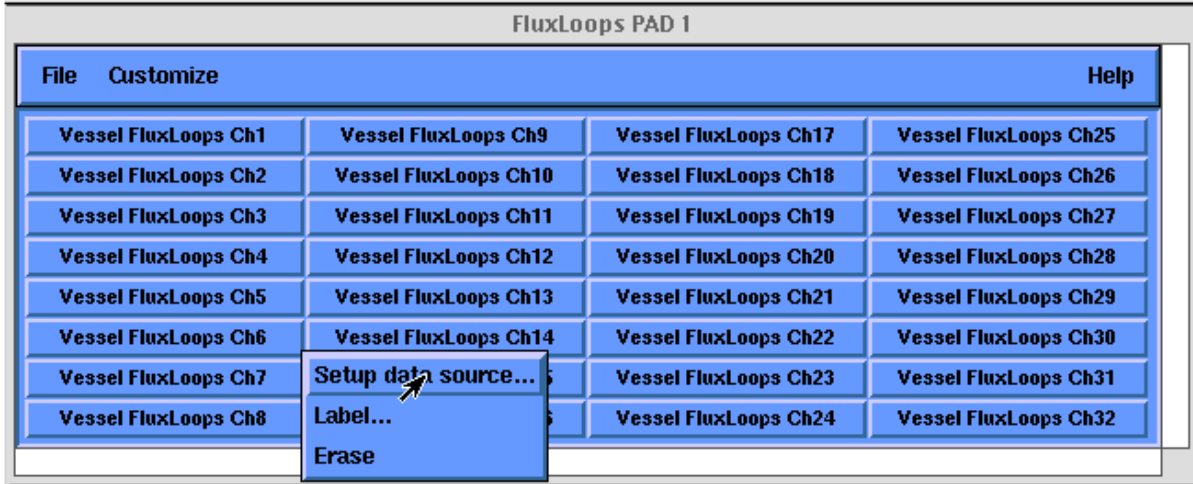 FluxLoops PAD 1
File Customize Help
Vessel FluxLoops Ch1 Vessel FluxLoops Ch9 Vessel FluxLoops Ch17 Vessel FluxLoops Ch25
Vessel FluxLoops Ch2 Vessel FluxLoops Ch10 Vessel FluxLoops Ch18 Vessel FluxLoops Ch26
Vessel FluxLoops Ch3 Vessel FluxLoops Ch11 Vessel FluxLoops Ch19 Vessel FluxLoops Ch27
Vessel FluxLoops Ch4 Vessel FluxLoops Ch12 Vessel FluxLoops Ch20 Vessel FluxLoops Ch28
Vessel FluxLoops Ch5 Vessel FluxLoops Ch13 Vessel FluxLoops Ch21 Vessel FluxLoops Ch29
Vessel FluxLoops Ch6 Vessel FluxLoops Ch14 Vessel FluxLoops Ch22 Vessel FluxLoops Ch30
Vessel FluxLoops Ch7 Setup data source... Vessel FluxLoops Ch23 Vessel FluxLoops Ch31
Vessel FluxLoops Ch8 Label... Vessel FluxLoops Ch24 Vessel FluxLoops Ch32
Erase